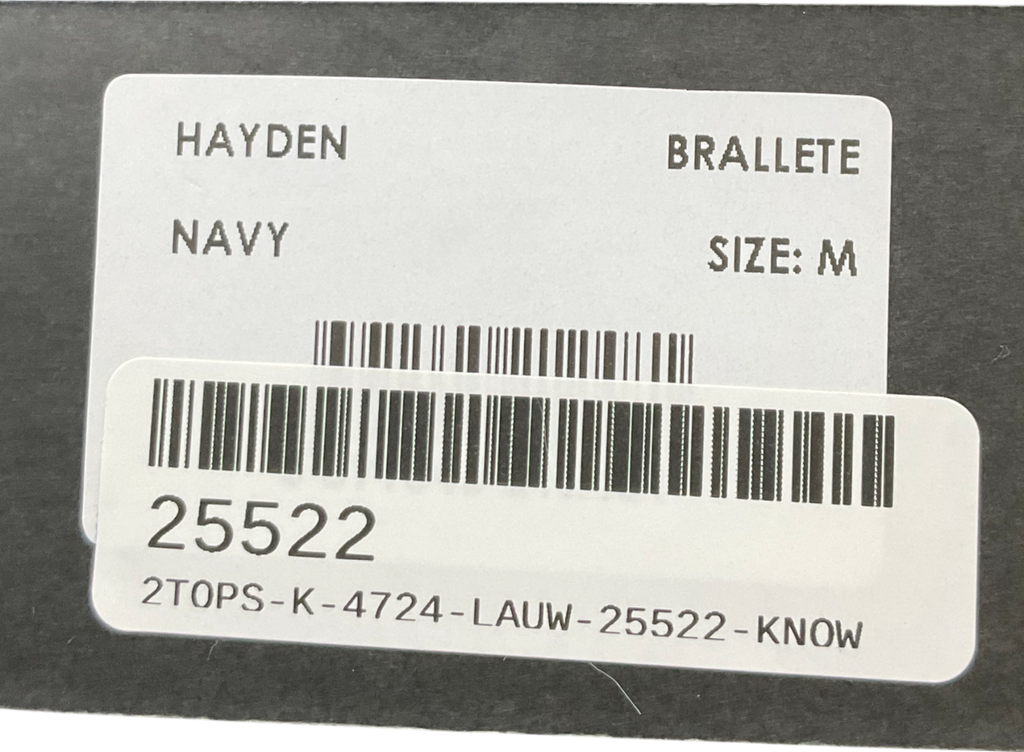 HAYDEN BRALLETE
NAVY SIZE: M
25522
2TOPS-K-4724-LAUW-25522-KNOW